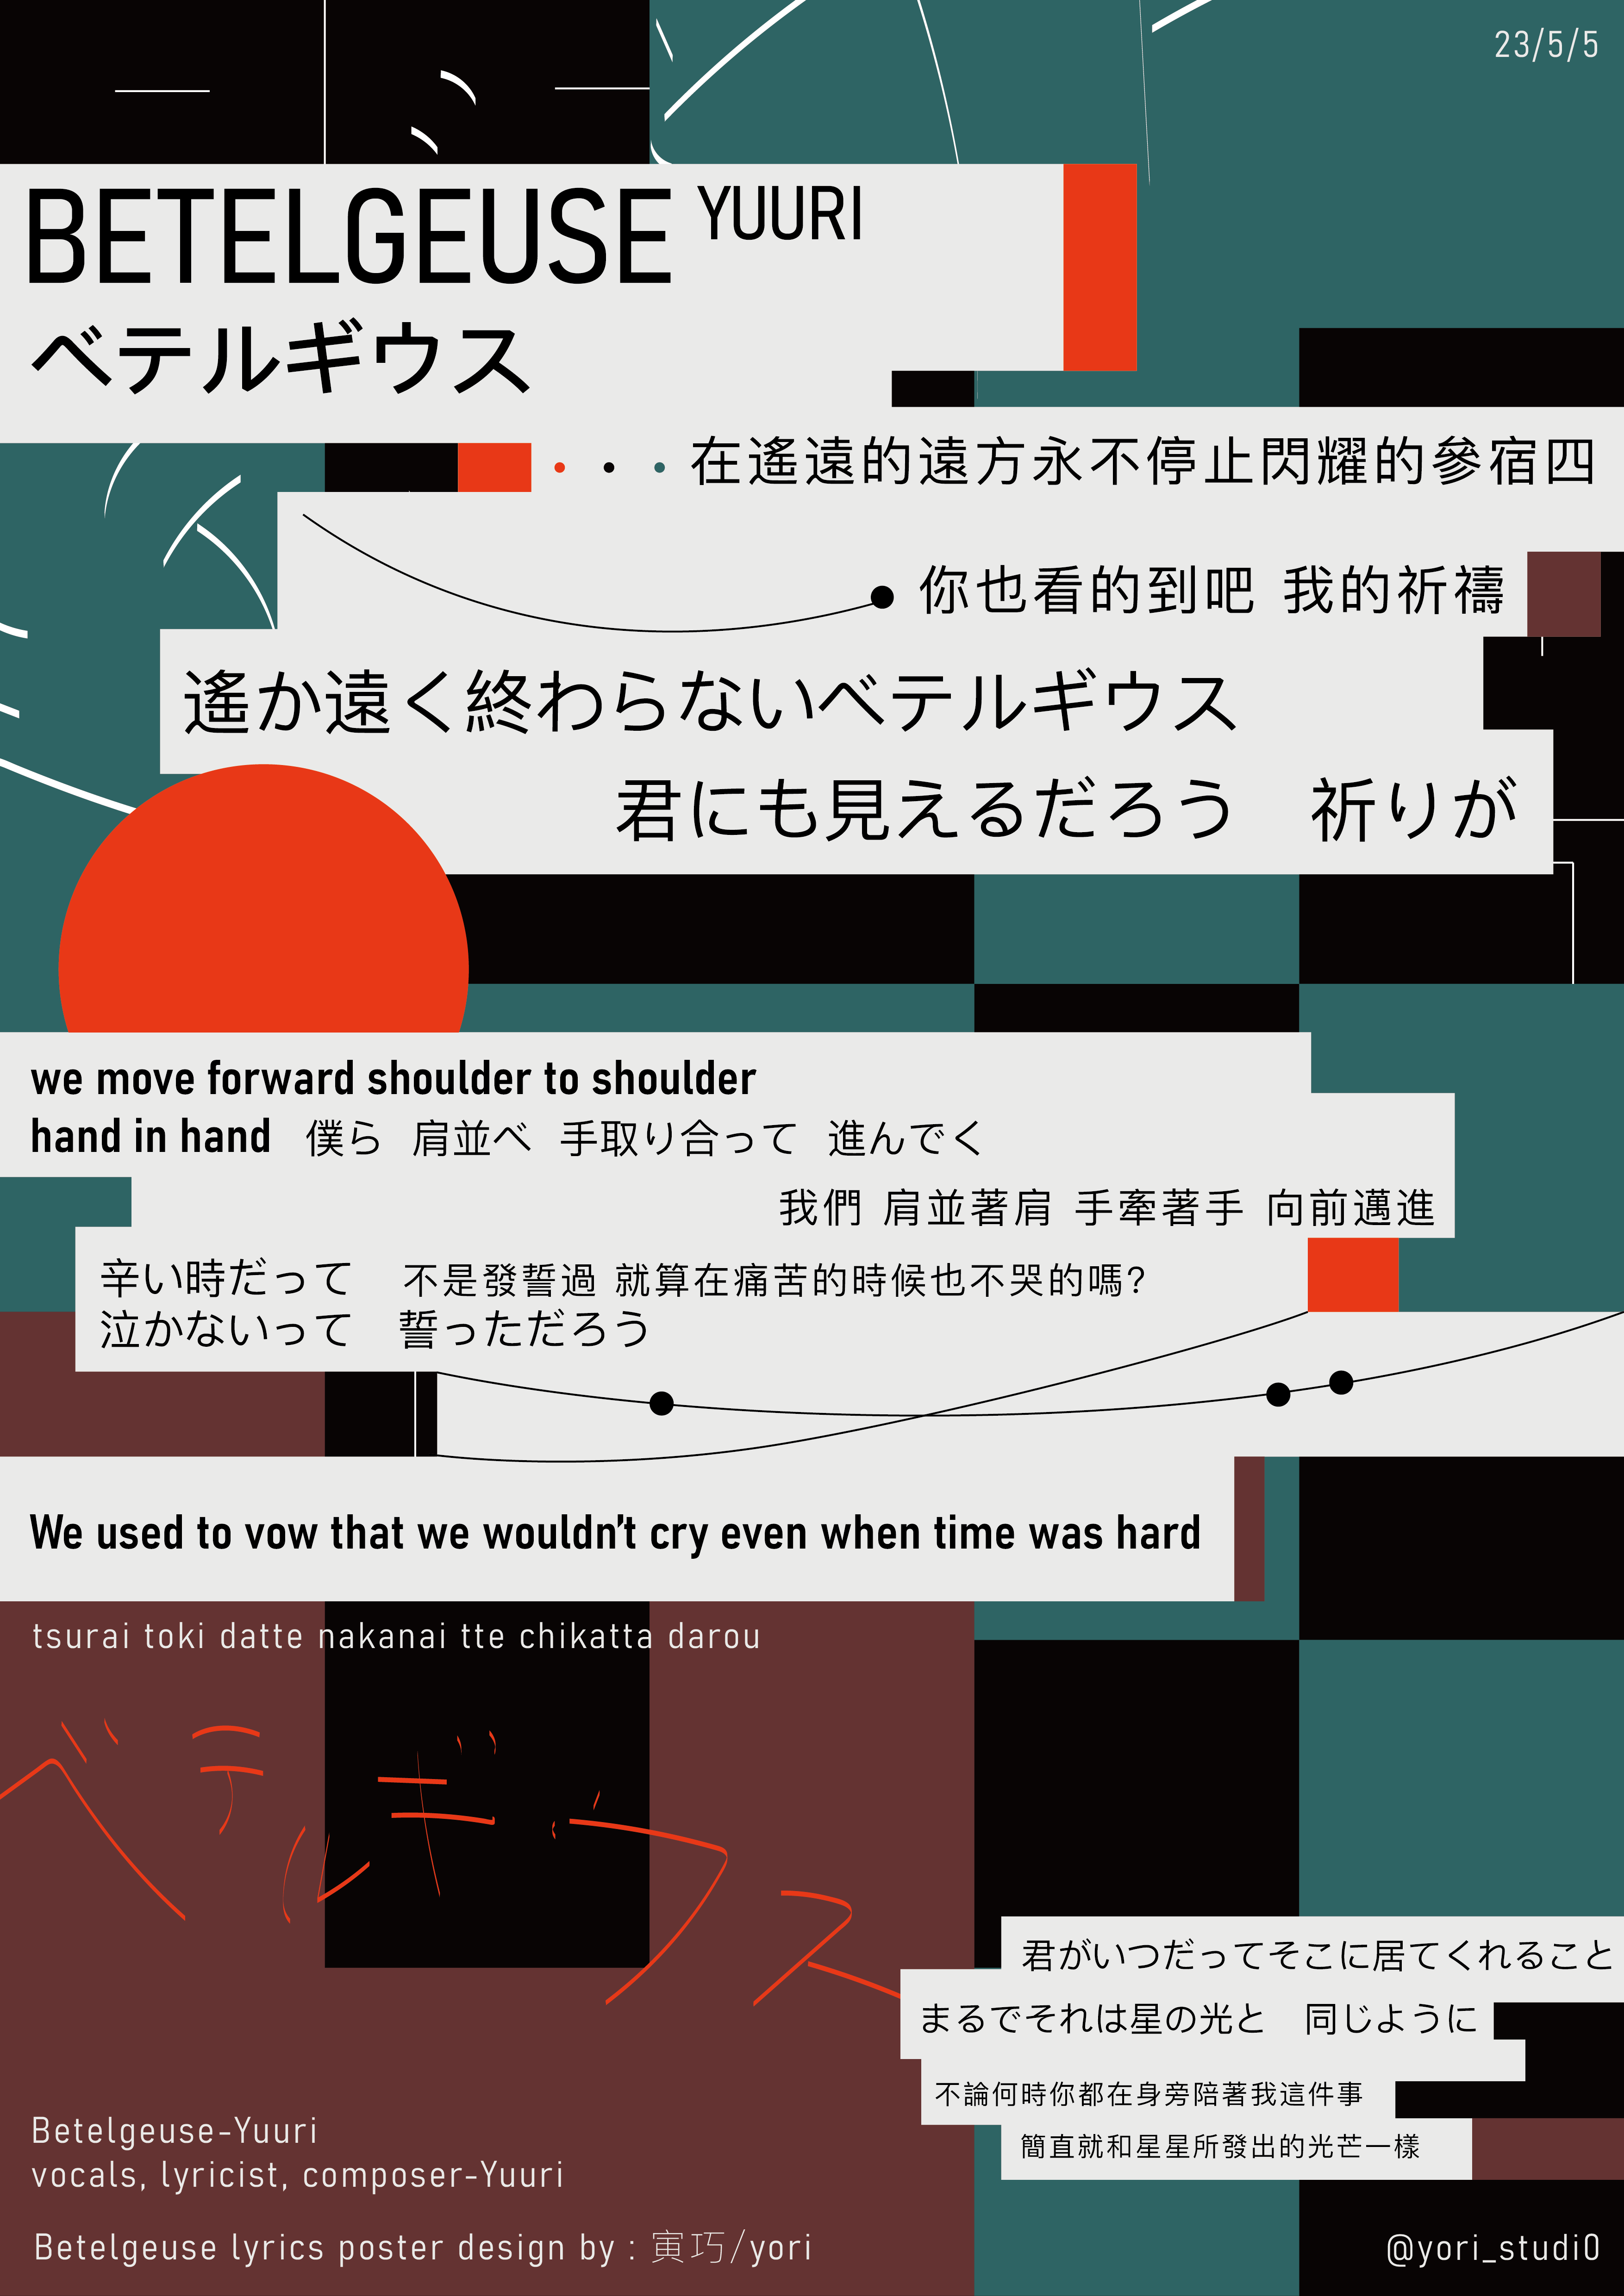 23/5/5
BETELGEUSE YUURI
ベテルギウス
在遙遠的遠方永不停止閃耀的參宿四
你也看的到吧 我的祈禱
遙か遠く終わらないベテルギウス
君にも見えるだろう 祈りが
we move forward shoulder to shoulder
hand in hand 僕ら 肩並べ 手取り合って 進んでく
我們 肩並著肩 手牽著手 向前邁進
辛い時だって 不是發誓過 就算在痛苦的時候也不哭的嗎?
泣かないって 誓っただろう
We used to vow that we wouldn't cry even when time was hard
tsurai toki datte nakanai tte chikatta darou
ベテルギウス
君がいつだってそこに居てくれること
まるでそれは星の光と 同じように
不論何時你都在身旁陪著我這件事
簡直就和星星所發出的光芒一樣
Betelgeuse-Yuuri
vocals, lyricist, composer-Yuuri
Betelgeuse lyrics poster design by : 寅巧/yori
@yori_studi0